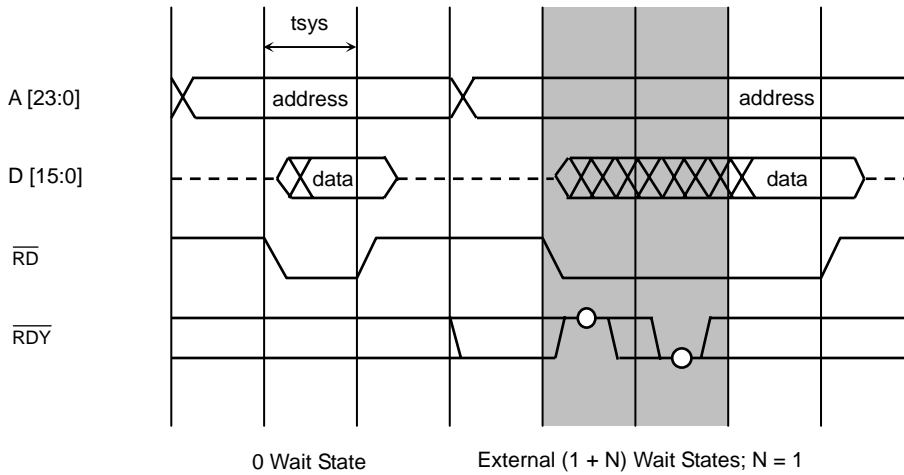 tsys
A [23:0]
address
address
D [15:0]
data
data
RD
RDY
0 Wait State
External (1 + N) Wait States; N = 1